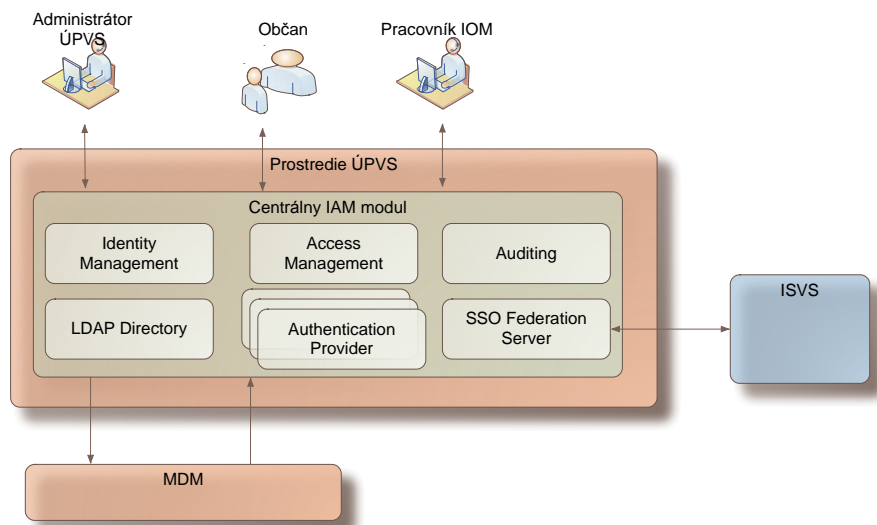 Administrátor
ÚPVS
Občan
Pracovník IOM
Prostredie ÚPVS
Centrálny IAM modul
Identity
Management
Access
Management
Auditing
LDAP Directory
Authentication
Provider
SSO Federation
Server
ISVS
MDM